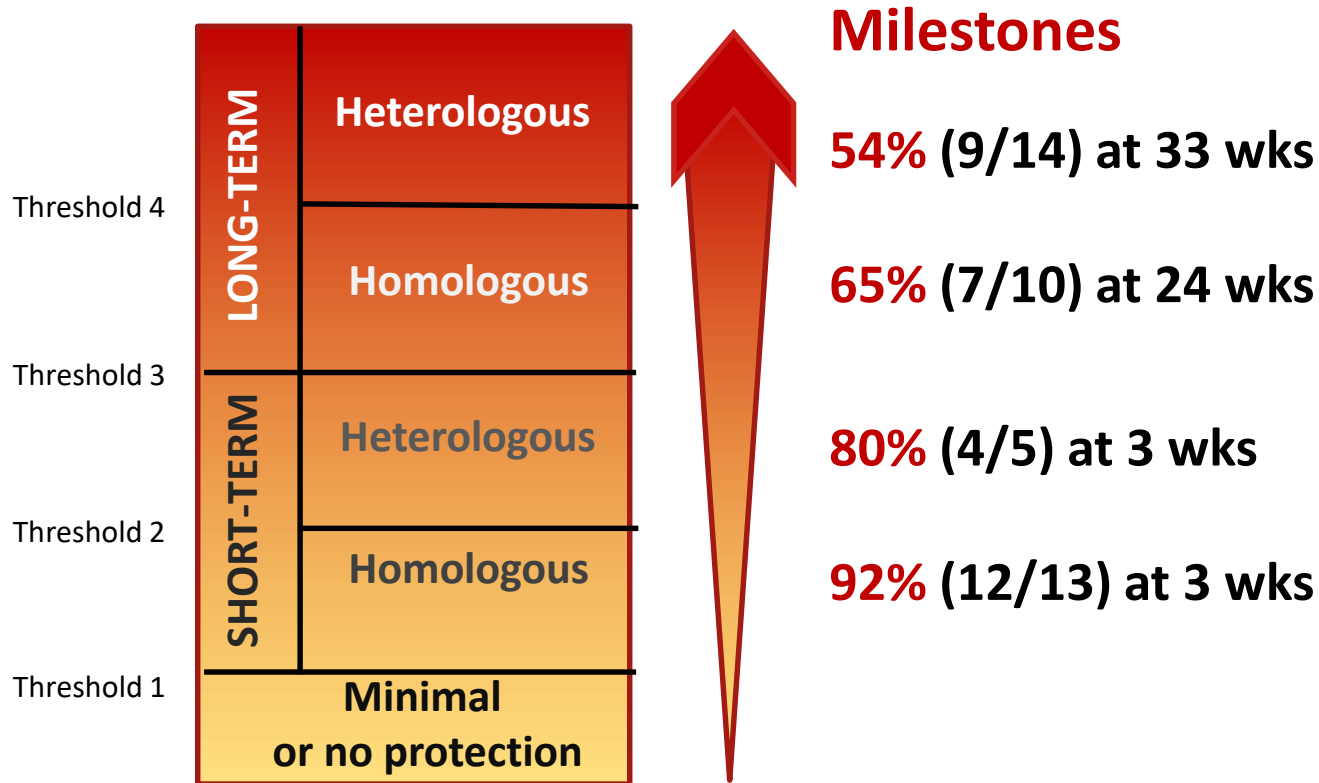 Milestones
LONG-TERM
Heterologous
54% (9/14) at 33 wks
Threshold 4
Homologous
65% (7/10) at 24 wks
Threshold 3
SHORT-TERM
Heterologous
80% (4/5) at 3 wks
Threshold 2
Homologous
92% (12/13) at 3 wks
Threshold 1
Minimal
or no protection